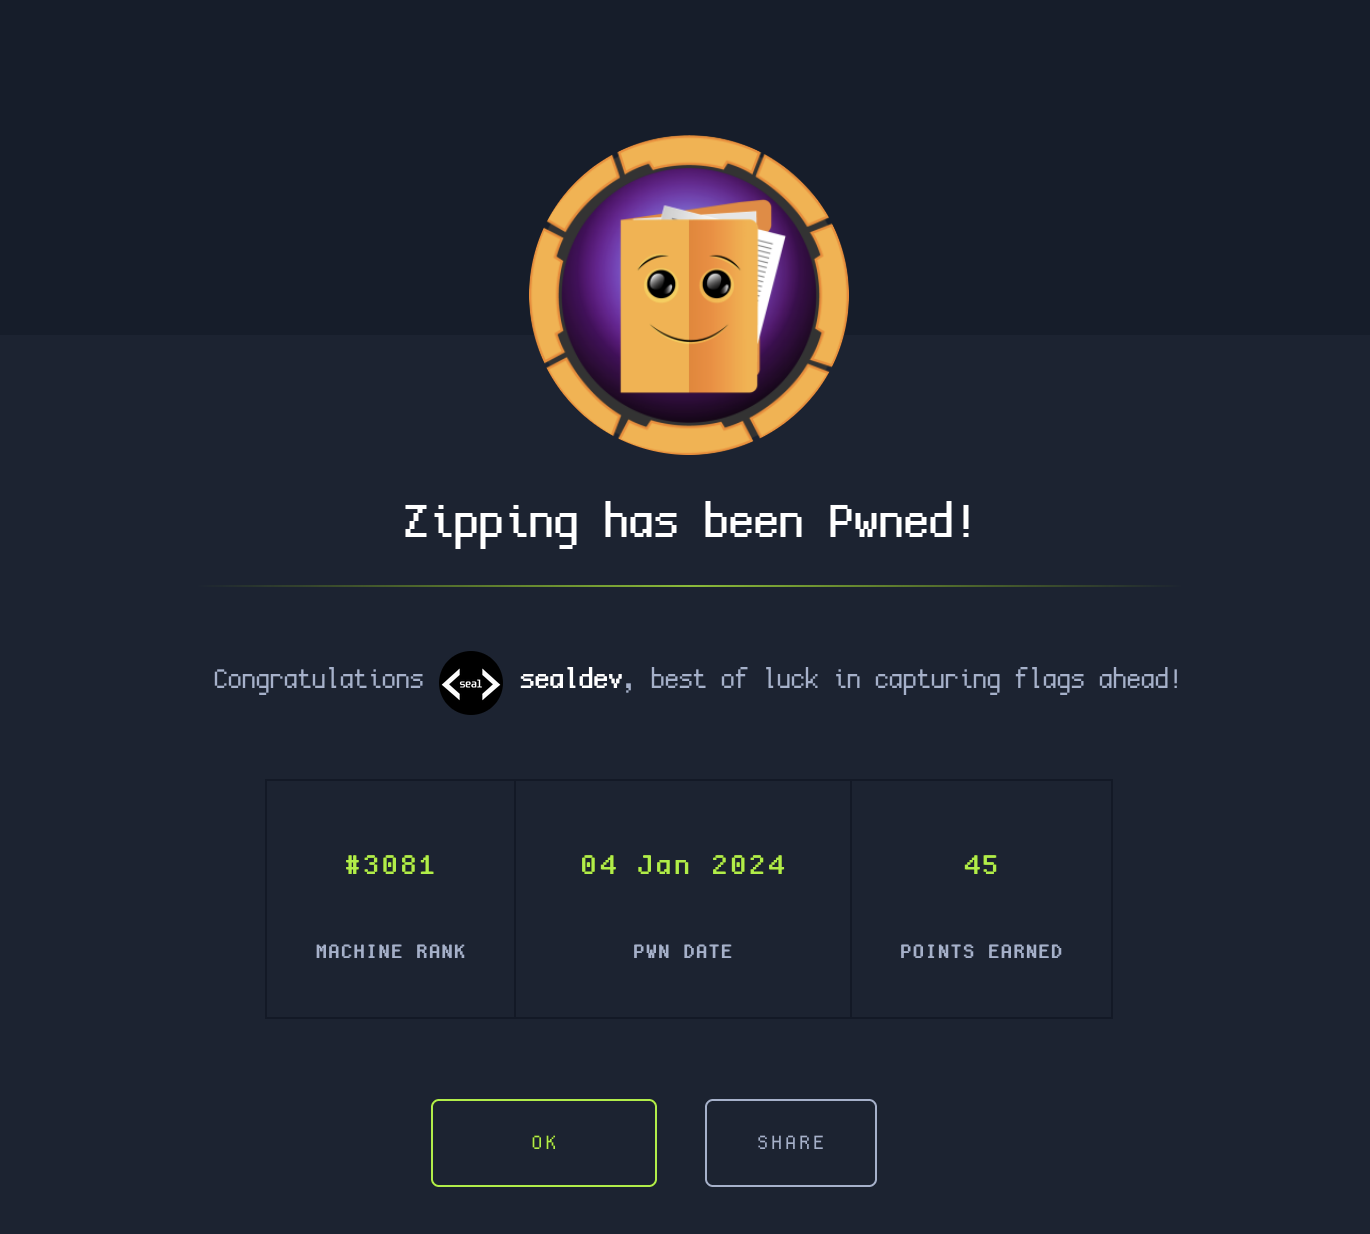 Zipping has been Pwned!
Congratulations <seal> sealdev, best of luck in capturing flags ahead!
#3081
MACHINE RANK
04 Jan 2024
PWN DATE
45
POINTS EARNED
OK
SHARE